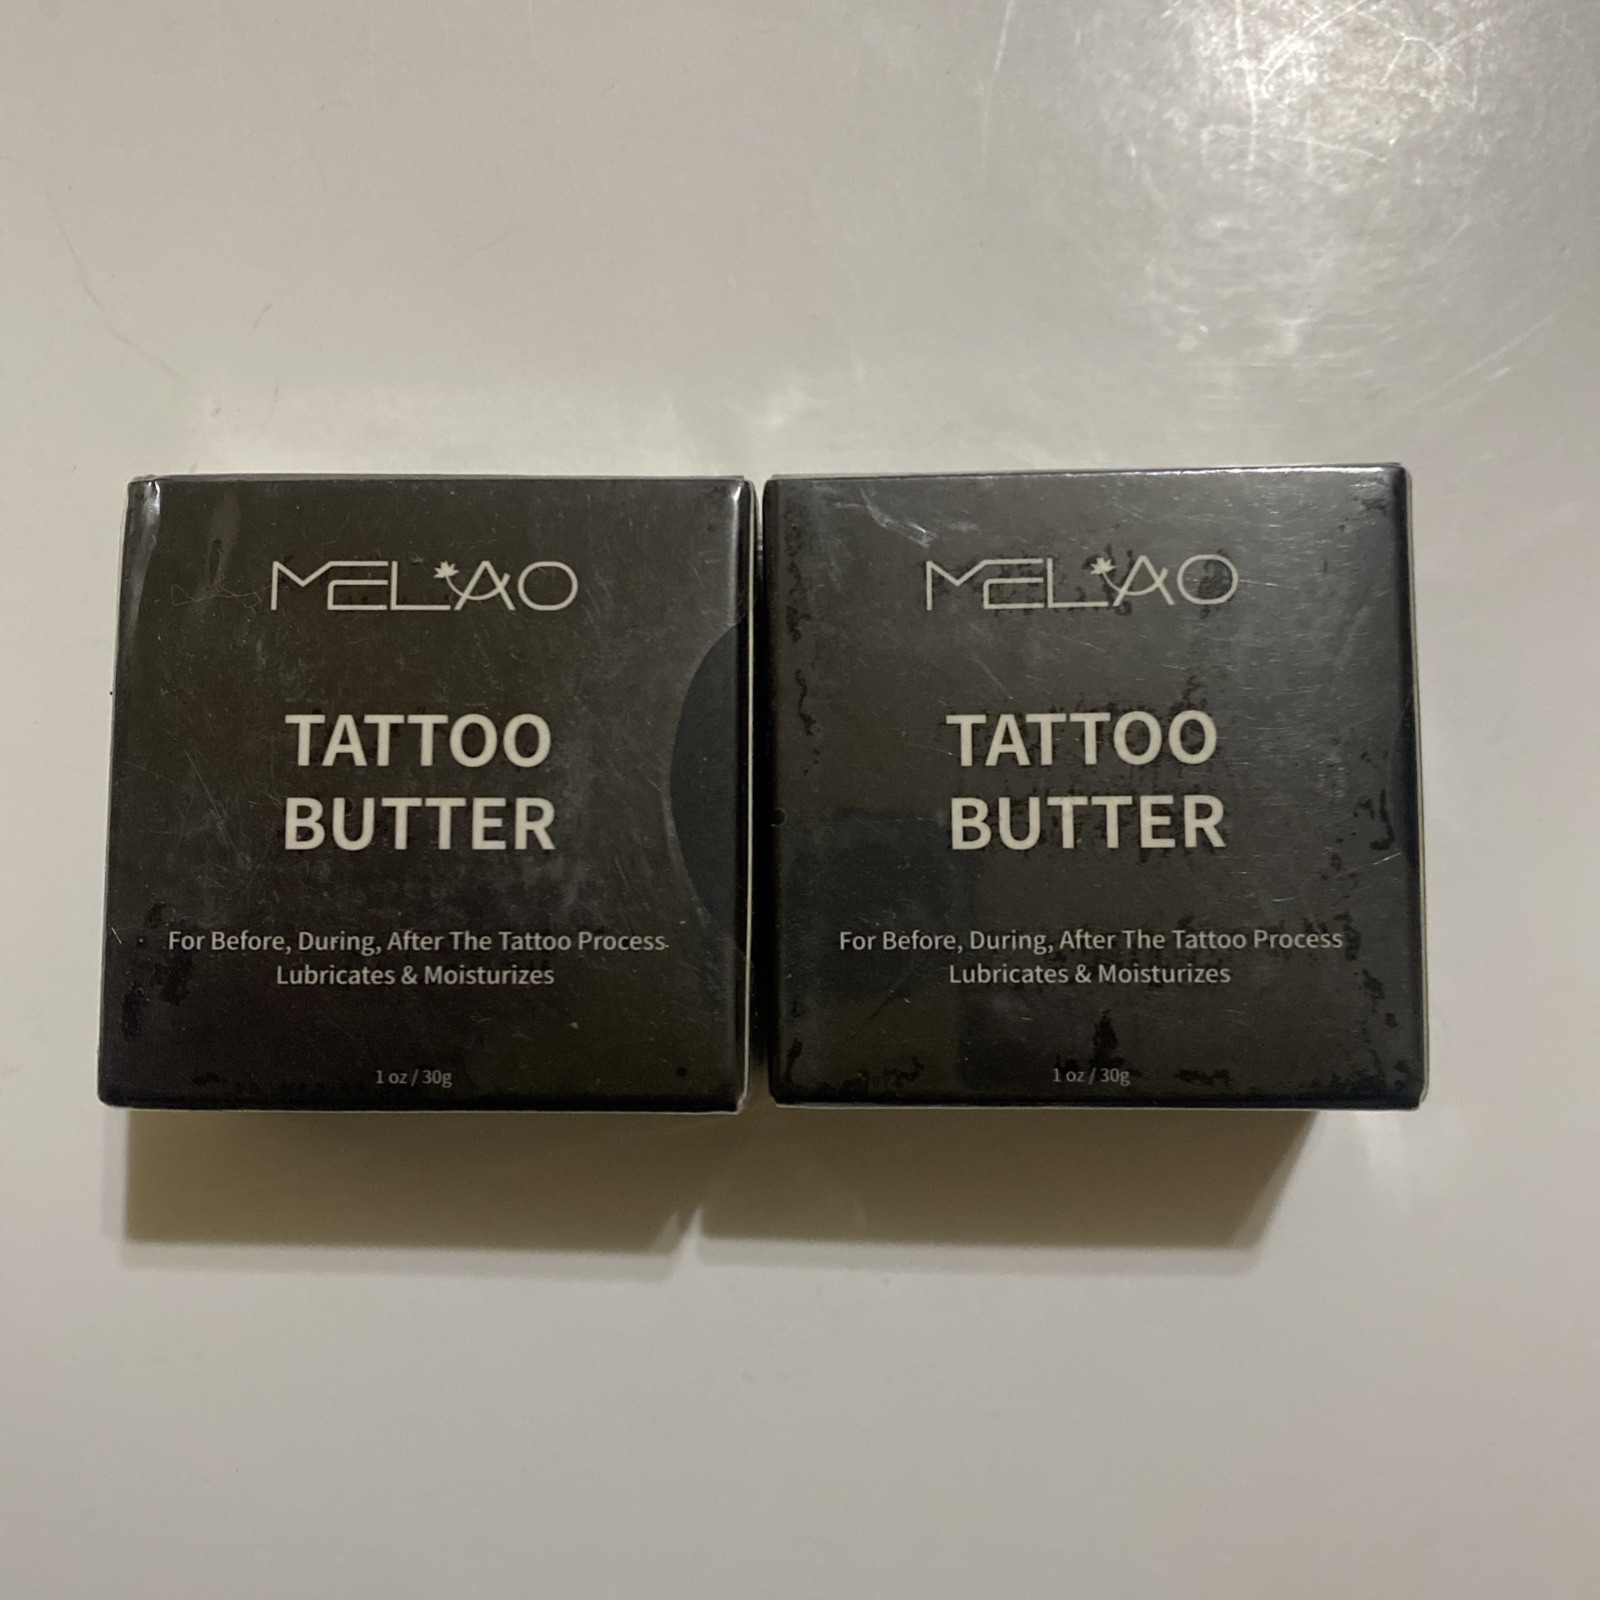 MELAO
TATTOO
BUTTER
For Before, During, After The Tattoo Process
Lubricates & Moisturizes
1 oz / 30g
MELAO
TATTOO
BUTTER
For Before, During, After The Tattoo Process
Lubricates & Moisturizes
1 oz / 30g